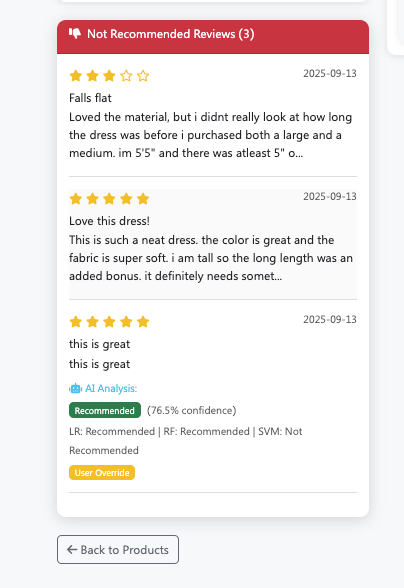 Not Recommended Reviews (3)
2025-09-13
Falls flat
Loved the material, but i didnt really look at how long
the dress was before i purchased both a large and a
medium. im 5'5" and there was atleast 5" o...
2025-09-13
Love this dress!
This is such a neat dress. the color is great and the
fabric is super soft. i am tall so the long length was an
added bonus. it definitely needs somet...
2025-09-13
this is great
this is great
AI Analysis:
Recommended (76.5% confidence)
LR: Recommended | RF: Recommended | SVM: Not
Recommended
User Override
← Back to Products